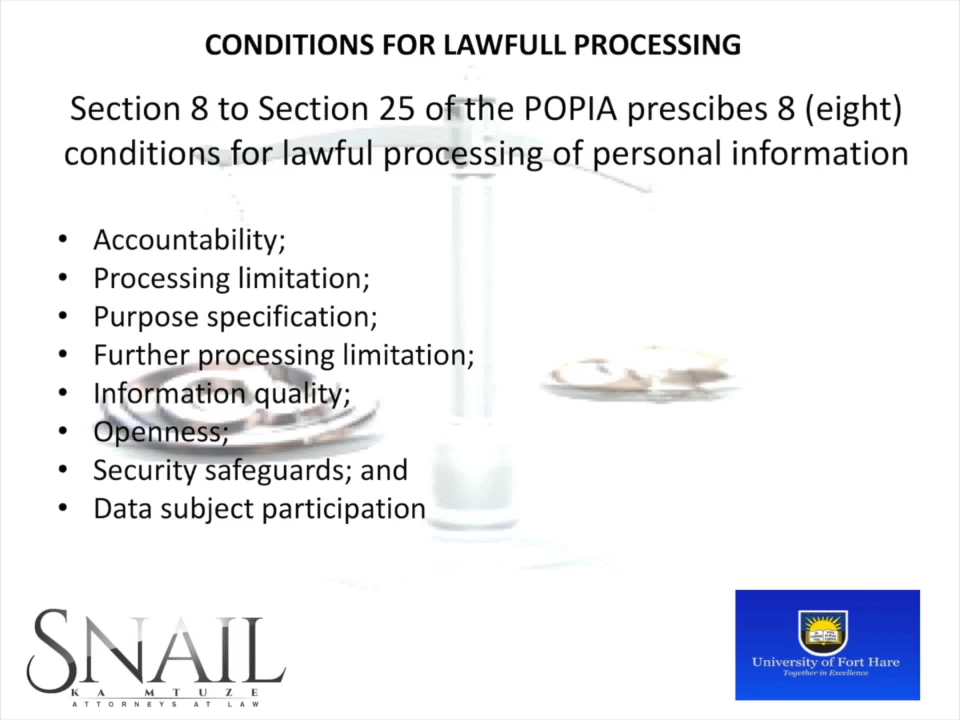 CONDITIONS FOR LAWFULL PROCESSING
Section 8 to Section 25 of the POPIA prescibes 8 (eight)
conditions for lawful processing of personal information
• Accountability;
• Processing limitation;
• Purpose specification;
• Further processing limitation;
• Information quality;
• Openness;
• Security safeguards; and
• Data subject participation
SNAIL
KA MTUZE
ATTORNEYS AT LAW
University of Fort Hare
Together in Excellence